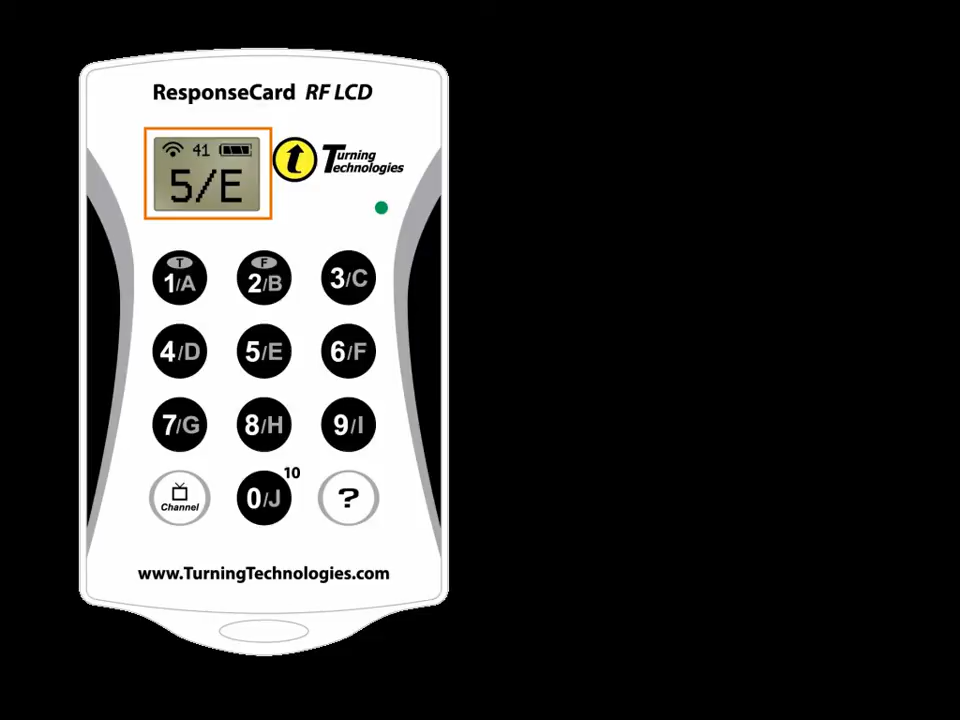 ResponseCard RF LCD
41
5/E
t Turning
Technologies
T F
1/A 2/B 3/C
4/D 5/E 6/F
7/G 8/H 9/I
10
Channel 0/J ?
www.TurningTechnologies.com